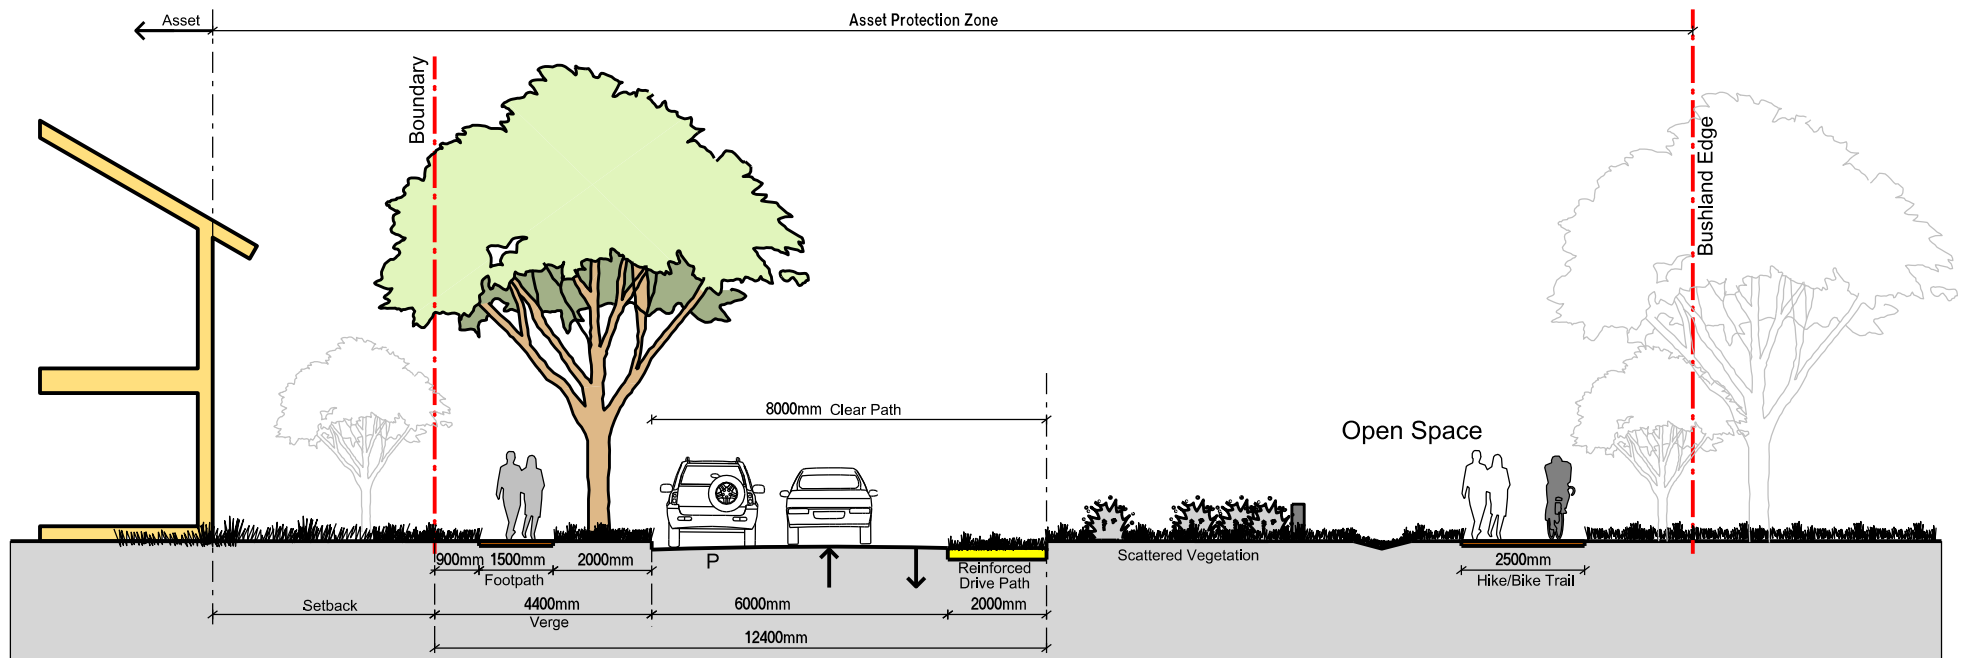 Asset
Asset Protection Zone
Boundary
Bushland Edge
8000mm Clear Path
Open Space
900mm 1500mm 2000mm
Footpath
P
Reinforced
Drive Path
Scattered Vegetation
2500mm
Hike/Bike Trail
Setback
4400mm
Verge
6000mm
2000mm
12400mm